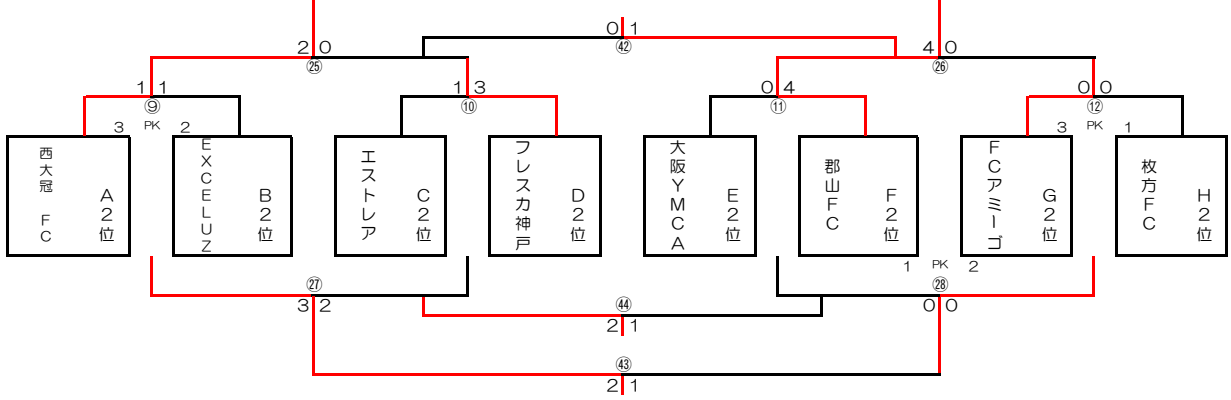 0 1
㊷
2 0
㉕
4 0
㉖
1 1
⑨
1 3
⑩
0 4
⑪
0 0
⑫
3 PK 2
3 PK 1
西大冠 FC
A2位
EXCELUZ
B2位
エストレア
C2位
フレスカ神戸
D2位
大阪YMCA
E2位
郡山FC
F2位
FCアミーゴ
G2位
枚方FC
H2位
1 PK 2
㉗
3 2
㉘
0 0
㊹
2 1
㊸
2 1